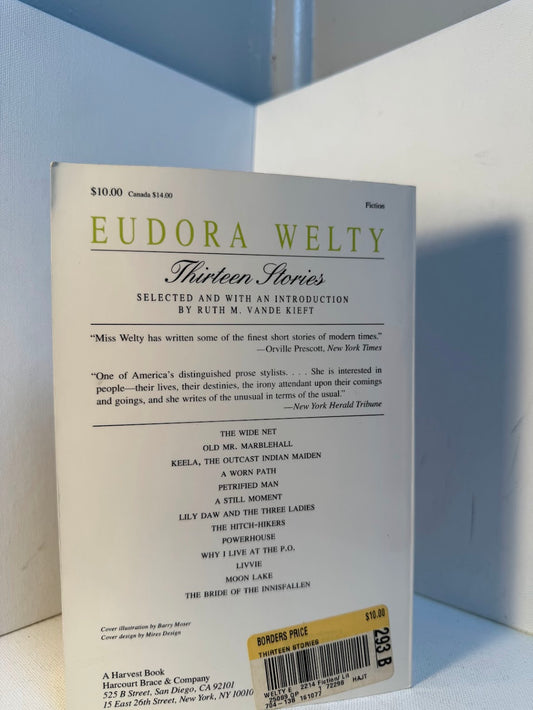 $10.00 Canada $14.00
Fiction
EUDORA WELTY
Thirteen Stories
SELECTED AND WITH AN INTRODUCTION
BY RUTH M. VANDE KIEFT
“Miss Welty has written some of the finest short stories of modern times.”
—Orville Prescott, New York Times
“One of America’s distinguished prose stylists. . . . She is interested in
people—their lives, their destinies, the irony attendant upon their comings
and goings, and she writes of the unusual in terms of the usual.”
—New York Herald Tribune
THE WIDE NET
OLD MR. MARBLEHALL
KEELA, THE OUTCAST INDIAN MAIDEN
A WORN PATH
PETRIFIED MAN
A STILL MOMENT
LILY DAW AND THE THREE LADIES
THE HITCH-HIKERS
POWERHOUSE
WHY I LIVE AT THE P.O.
LIVVIE
MOON LAKE
THE BRIDE OF THE INNISFALLEN
Cover illustration by Barry Moser
Cover design by Mires Design
A Harvest Book
Harcourt Brace & Company
525 B Street, San Diego, CA 92101
15 East 26th Street, New York, NY 10010
$10.00
BORDERS PRICE
THIRTEEN STORIES
293 B
WELTY E 2214 Fiction/ Lit
72298 HAJT